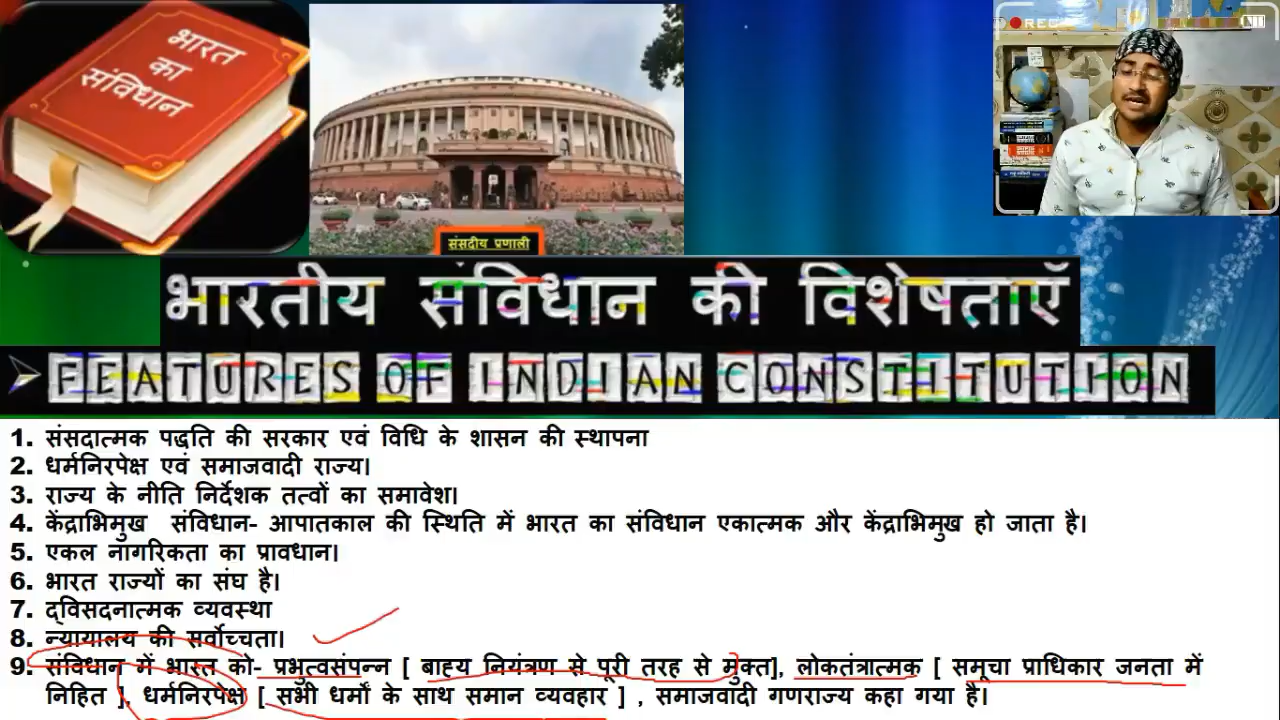 भारत
का
संविधान
REC
संसदीय प्रणाली
भारतीय संविधान की विशेषताएँ
FEATURES OF INDIAN CONSTITUTION
1. संसदात्मक पद्धति की सरकार एवं विधि के शासन की स्थापना
2. धर्मनिरपेक्ष एवं समाजवादी राज्य।
3. राज्य के नीति निर्देशक तत्वों का समावेश।
4. केंद्राभिमुख संविधान- आपातकाल की स्थिति में भारत का संविधान एकात्मक और केंद्राभिमुख हो जाता है।
5. एकल नागरिकता का प्रावधान।
6. भारत राज्यों का संघ है।
7. द्विसदनात्मक व्यवस्था
8. न्यायालय की सर्वोच्चता।
9. संविधान में भारत को- प्रभुत्वसंपन्न [ बाह्य नियंत्रण से पूरी तरह से मुक्त], लोकतंत्रात्मक [ समूचा प्राधिकार जनता में
निहित ], धर्मनिरपेक्ष [ सभी धर्मों के साथ समान व्यवहार ] , समाजवादी गणराज्य कहा गया है।